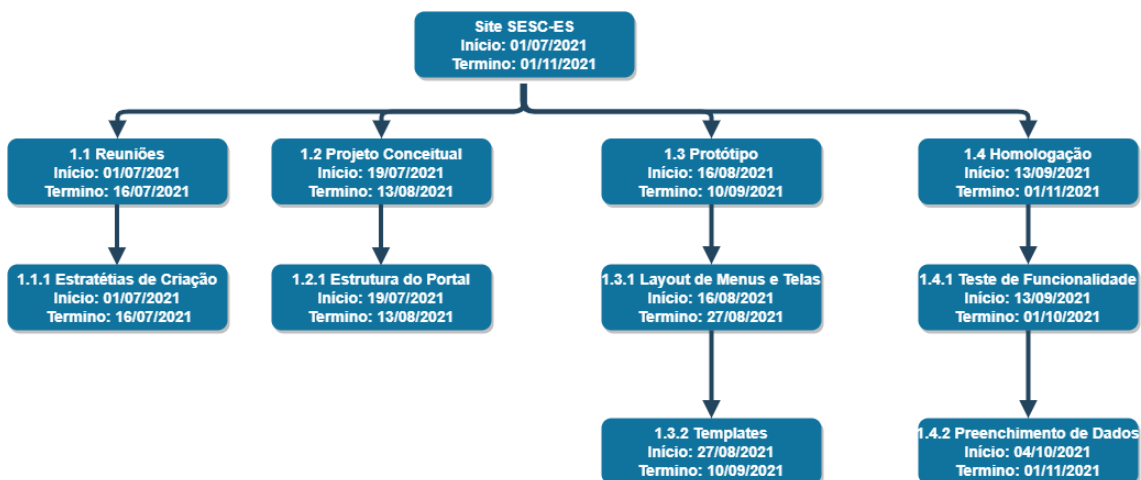 Site SESC-ES
Início: 01/07/2021
Termino: 01/11/2021
1.1 Reuniões
Início: 01/07/2021
Termino: 16/07/2021
1.2 Projeto Conceitual
Início: 19/07/2021
Termino: 13/08/2021
1.3 Protótipo
Início: 16/08/2021
Termino: 10/09/2021
1.4 Homologação
Início: 13/09/2021
Termino: 01/11/2021
1.1.1 Estratétias de Criação
Início: 01/07/2021
Termino: 16/07/2021
1.2.1 Estrutura do Portal
Início: 19/07/2021
Termino: 13/08/2021
1.3.1 Layout de Menus e Telas
Início: 16/08/2021
Termino: 27/08/2021
1.4.1 Teste de Funcionalidade
Início: 13/09/2021
Termino: 01/10/2021
1.3.2 Templates
Início: 27/08/2021
Termino: 10/09/2021
1.4.2 Preenchimento de Dados
Início: 04/10/2021
Termino: 01/11/2021